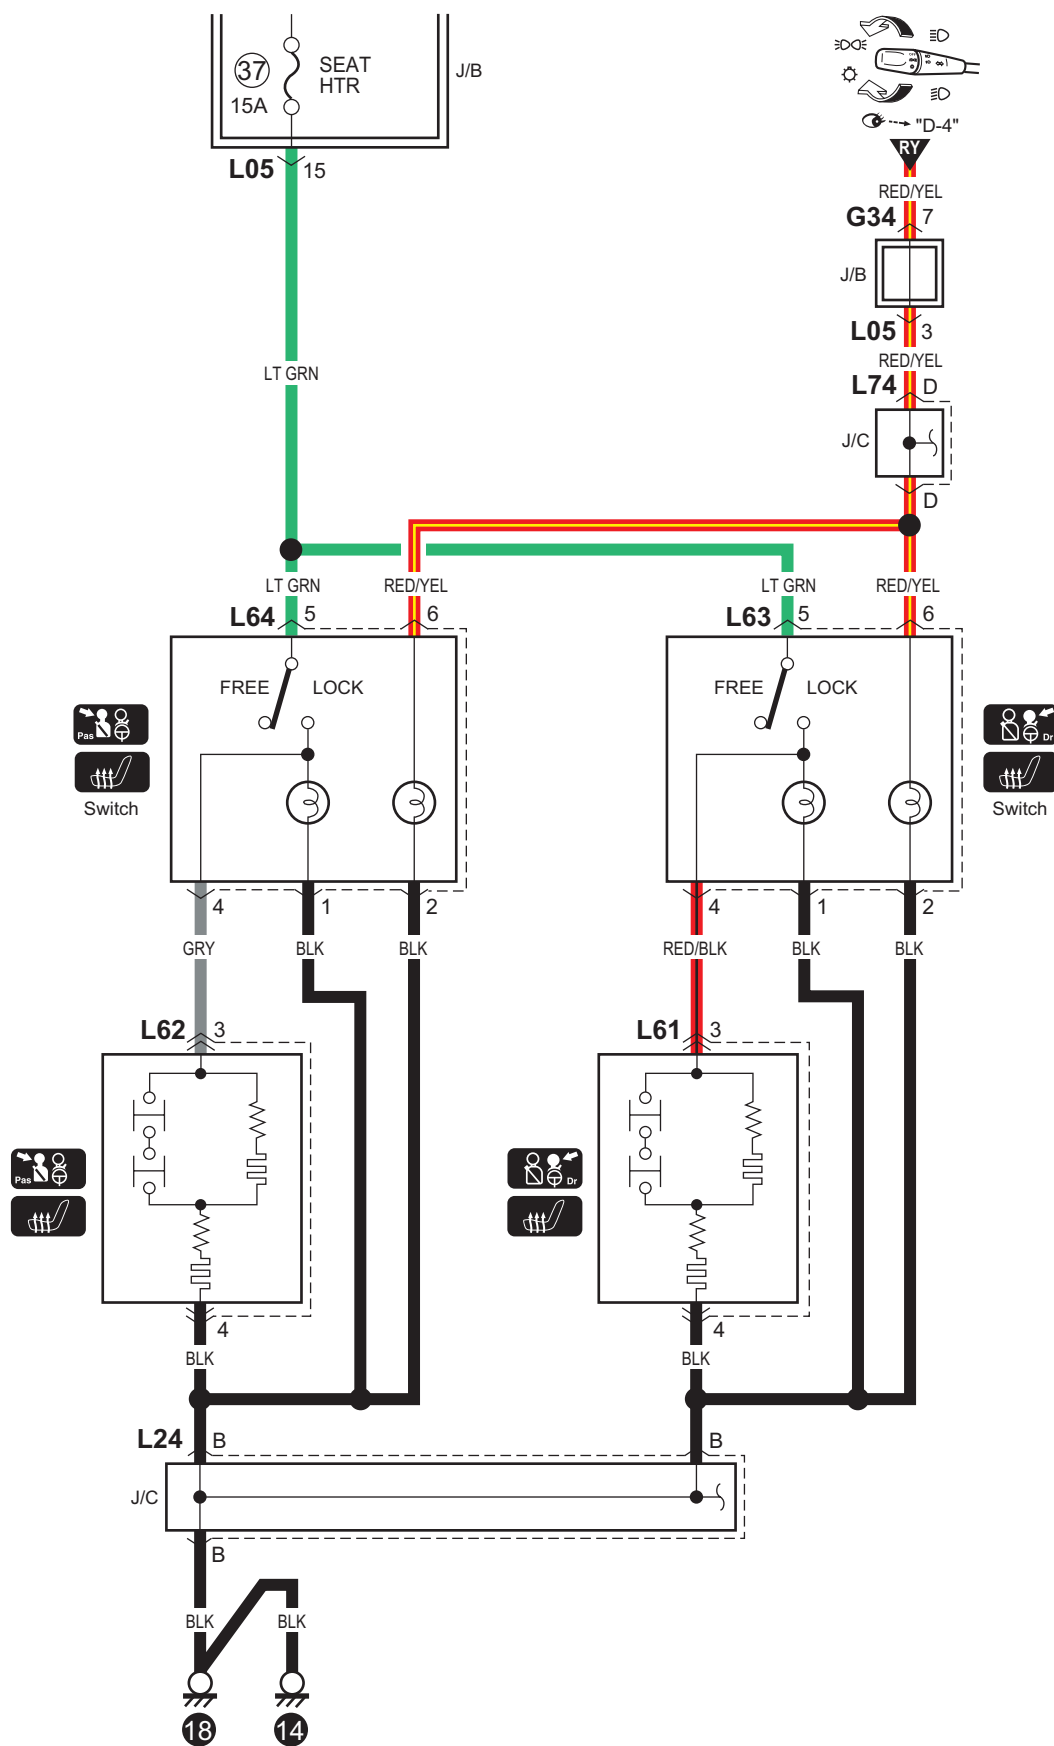 37
SEAT
HTR
15A
J/B
"D-4"
RY
L05
15
RED/YEL
G34
7
J/B
L05
3
RED/YEL
LT GRN
L74
D
J/C
D
LT GRN
RED/YEL
LT GRN
RED/YEL
L64
5
6
L63
5
6
FREE
LOCK
FREE
LOCK
Pas
Dr
Switch
Switch
4
1
2
4
1
2
GRY
BLK
BLK
RED/BLK
BLK
BLK
L62
3
L61
3
Pas
Dr
4
4
BLK
BLK
L24
B
B
J/C
B
BLK
BLK
18
14